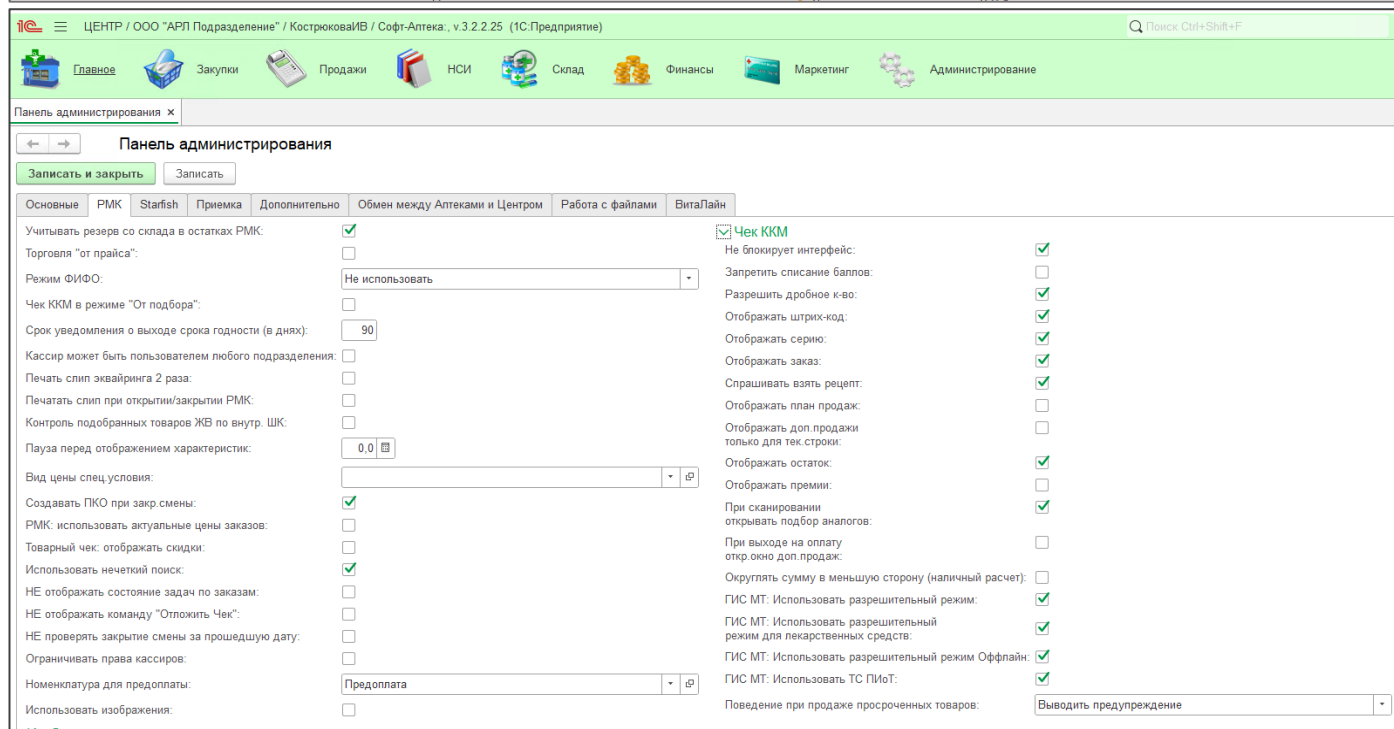 1С ЦЕНТР / ООО "АРЛ Подразделение" / КострюковаИВ / Софт-Аптека:, v.3.2.2.25 (1С:Предприятие)
Поиск Ctrl+Shift+F
Главное Закупки Продажи НСИ Склад Финансы Маркетинг Администрирование
Панель администрирования ×
Панель администрирования
Записать и закрыть Записать
Основные РМК Starfish Приемка Дополнительно Обмен между Аптеками и Центром Работа с файлами ВитаЛайн
Учитывать резерв со склада в остатках РМК:
Торговля "от прайса":
Режим ФИФО: Не использовать
Чек ККМ в режиме "От подбора":
Срок уведомления о выходе срока годности (в днях): 90
Кассир может быть пользователем любого подразделения:
Печать слип эквайринга 2 раза:
Печатать слип при открытии/закрытии РМК:
Контроль подобранных товаров ЖВ по внутр. ШК:
Пауза перед отображением характеристик: 0,0
Вид цены спец.условия:
Создавать ПКО при закр.смены:
РМК: использовать актуальные цены заказов:
Товарный чек: отображать скидки:
Использовать нечеткий поиск:
НЕ отображать состояние задач по заказам:
НЕ отображать команду "Отложить Чек":
НЕ проверять закрытие смены за прошедшую дату:
Ограничивать права кассиров:
Номенклатура для предоплаты: Предоплата
Использовать изображения:
Чек ККМ
Не блокирует интерфейс:
Запретить списание баллов:
Разрешить дробное к-во:
Отображать штрих-код:
Отображать серию:
Отображать заказ:
Спрашивать взять рецепт:
Отображать план продаж:
Отображать доп.продажи
только для тек.строки:
Отображать остаток:
Отображать премии:
При сканировании
открывать подбор аналогов:
При выходе на оплату
откр.окно доп.продаж:
Округлять сумму в меньшую сторону (наличный расчет):
ГИС МТ: Использовать разрешительный режим:
ГИС МТ: Использовать разрешительный
режим для лекарственных средств:
ГИС МТ: Использовать разрешительный режим Оффлайн:
ГИС МТ: Использовать ТС ПИоТ:
Поведение при продаже просроченных товаров: Выводить предупреждение